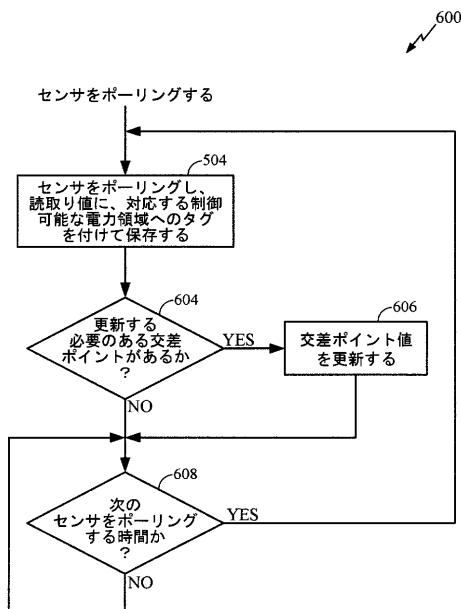 600
センサをポーリングする
504
センサをポーリングし、
読取り値に、対応する制御
可能な電力領域へのタグ
を付けて保存する
604
更新する
必要のある交差
ポイントがあるか
?
YES
606
交差ポイント値
を更新する
NO
608
次の
センサをポーリング
する時間か
?
YES
NO